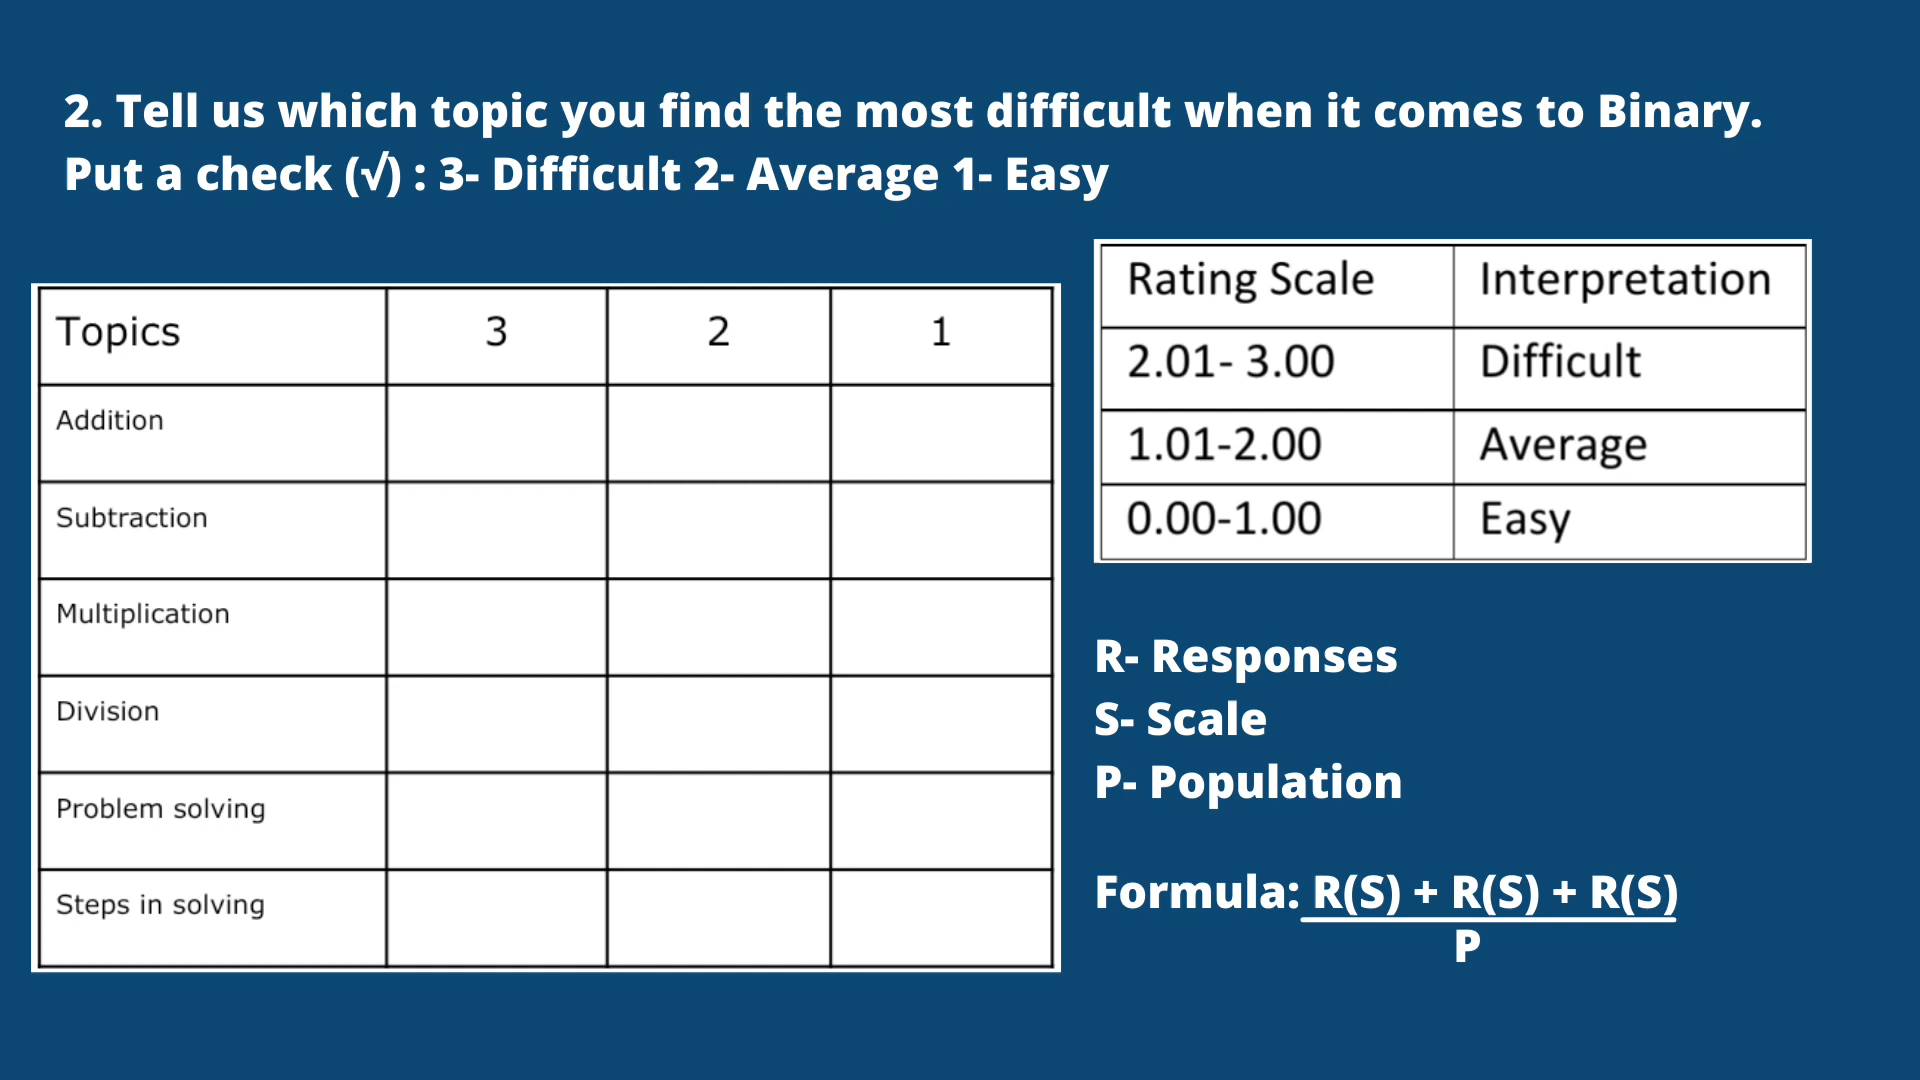 2. Tell us which topic you find the most difficult when it comes to Binary.
Put a check (√) : 3- Difficult 2- Average 1- Easy
Topics 3 2 1
Addition
Subtraction
Multiplication
Division
Problem solving
Steps in solving
Rating Scale Interpretation
2.01- 3.00 Difficult
1.01-2.00 Average
0.00-1.00 Easy
R- Responses
S- Scale
P- Population
Formula: R(S) + R(S) + R(S)
P